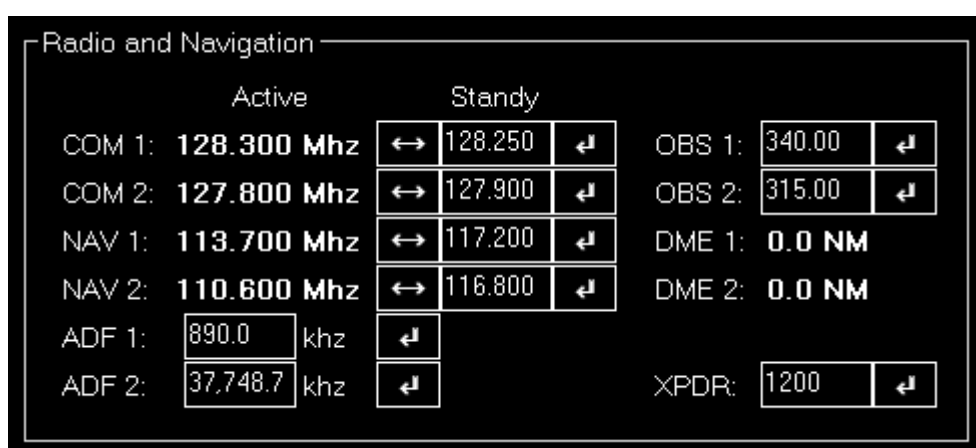 Radio and Navigation
Active Standy
COM 1: 128.300 Mhz 128.250 OBS 1: 340.00
COM 2: 127.800 Mhz 127.900 OBS 2: 315.00
NAV 1: 113.700 Mhz 117.200 DME 1: 0.0 NM
NAV 2: 110.600 Mhz 116.800 DME 2: 0.0 NM
ADF 1: 890.0 khz
ADF 2: 37,748.7 khz XPDR: 1200